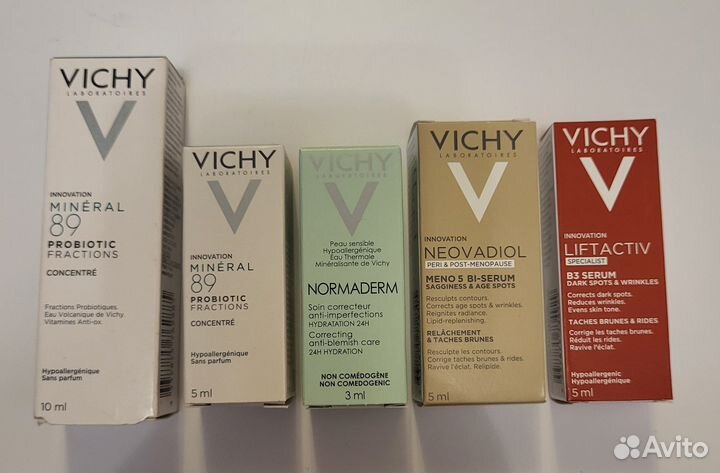 VICHY
LABORATOIRES
INNOVATION
MINÉRAL
89
PROBIOTIC
FRACTIONS
CONCENTRÉ
Fractions Probiotiques.
Eau Volcanique de Vichy.
Vitamines Anti-ox.
Hypoallergénique
Sans parfum
10 ml
VICHY
LABORATOIRES
INNOVATION
MINÉRAL
89
PROBIOTIC
FRACTIONS
CONCENTRÉ
Hypoallergénique
Sans parfum
5 ml
VICHY
LABORATOIRES
Peau sensible
Hypoallergénique
Eau Thermale
Minéralisante de Vichy
NORMADERM
Soin correcteur
anti-imperfections
HYDRATATION 24H
Correcting
anti-blemish care
24H HYDRATION
NON COMÉDOGÈNE
NON COMEDOGENIC
3 ml
VICHY
LABORATOIRES
INNOVATION
NEOVADIOL
PERI & POST-MENOPAUSE
MENO 5 BI-SERUM
SAGGINESS & AGE SPOTS
Resculpts contours.
Corrects age spots & wrinkles.
Reignites radiance.
Lipid-replenishing.
RELÂCHEMENT
& TACHES BRUNES
Resculpte les contours.
Corrige taches brunes & rides.
Ravive l'éclat. Relipide.
5 ml
VICHY
LABORATOIRES
INNOVATION
LIFTACTIV
SPECIALIST
B3 SERUM
DARK SPOTS & WRINKLES
Corrects dark spots.
Reduces wrinkles.
Evens skin tone.
TACHES BRUNES & RIDES
Corrige les taches brunes.
Réduit les rides.
Ravive l'éclat.
Hypoallergenic
Hypoallergénique
5 ml
Avito